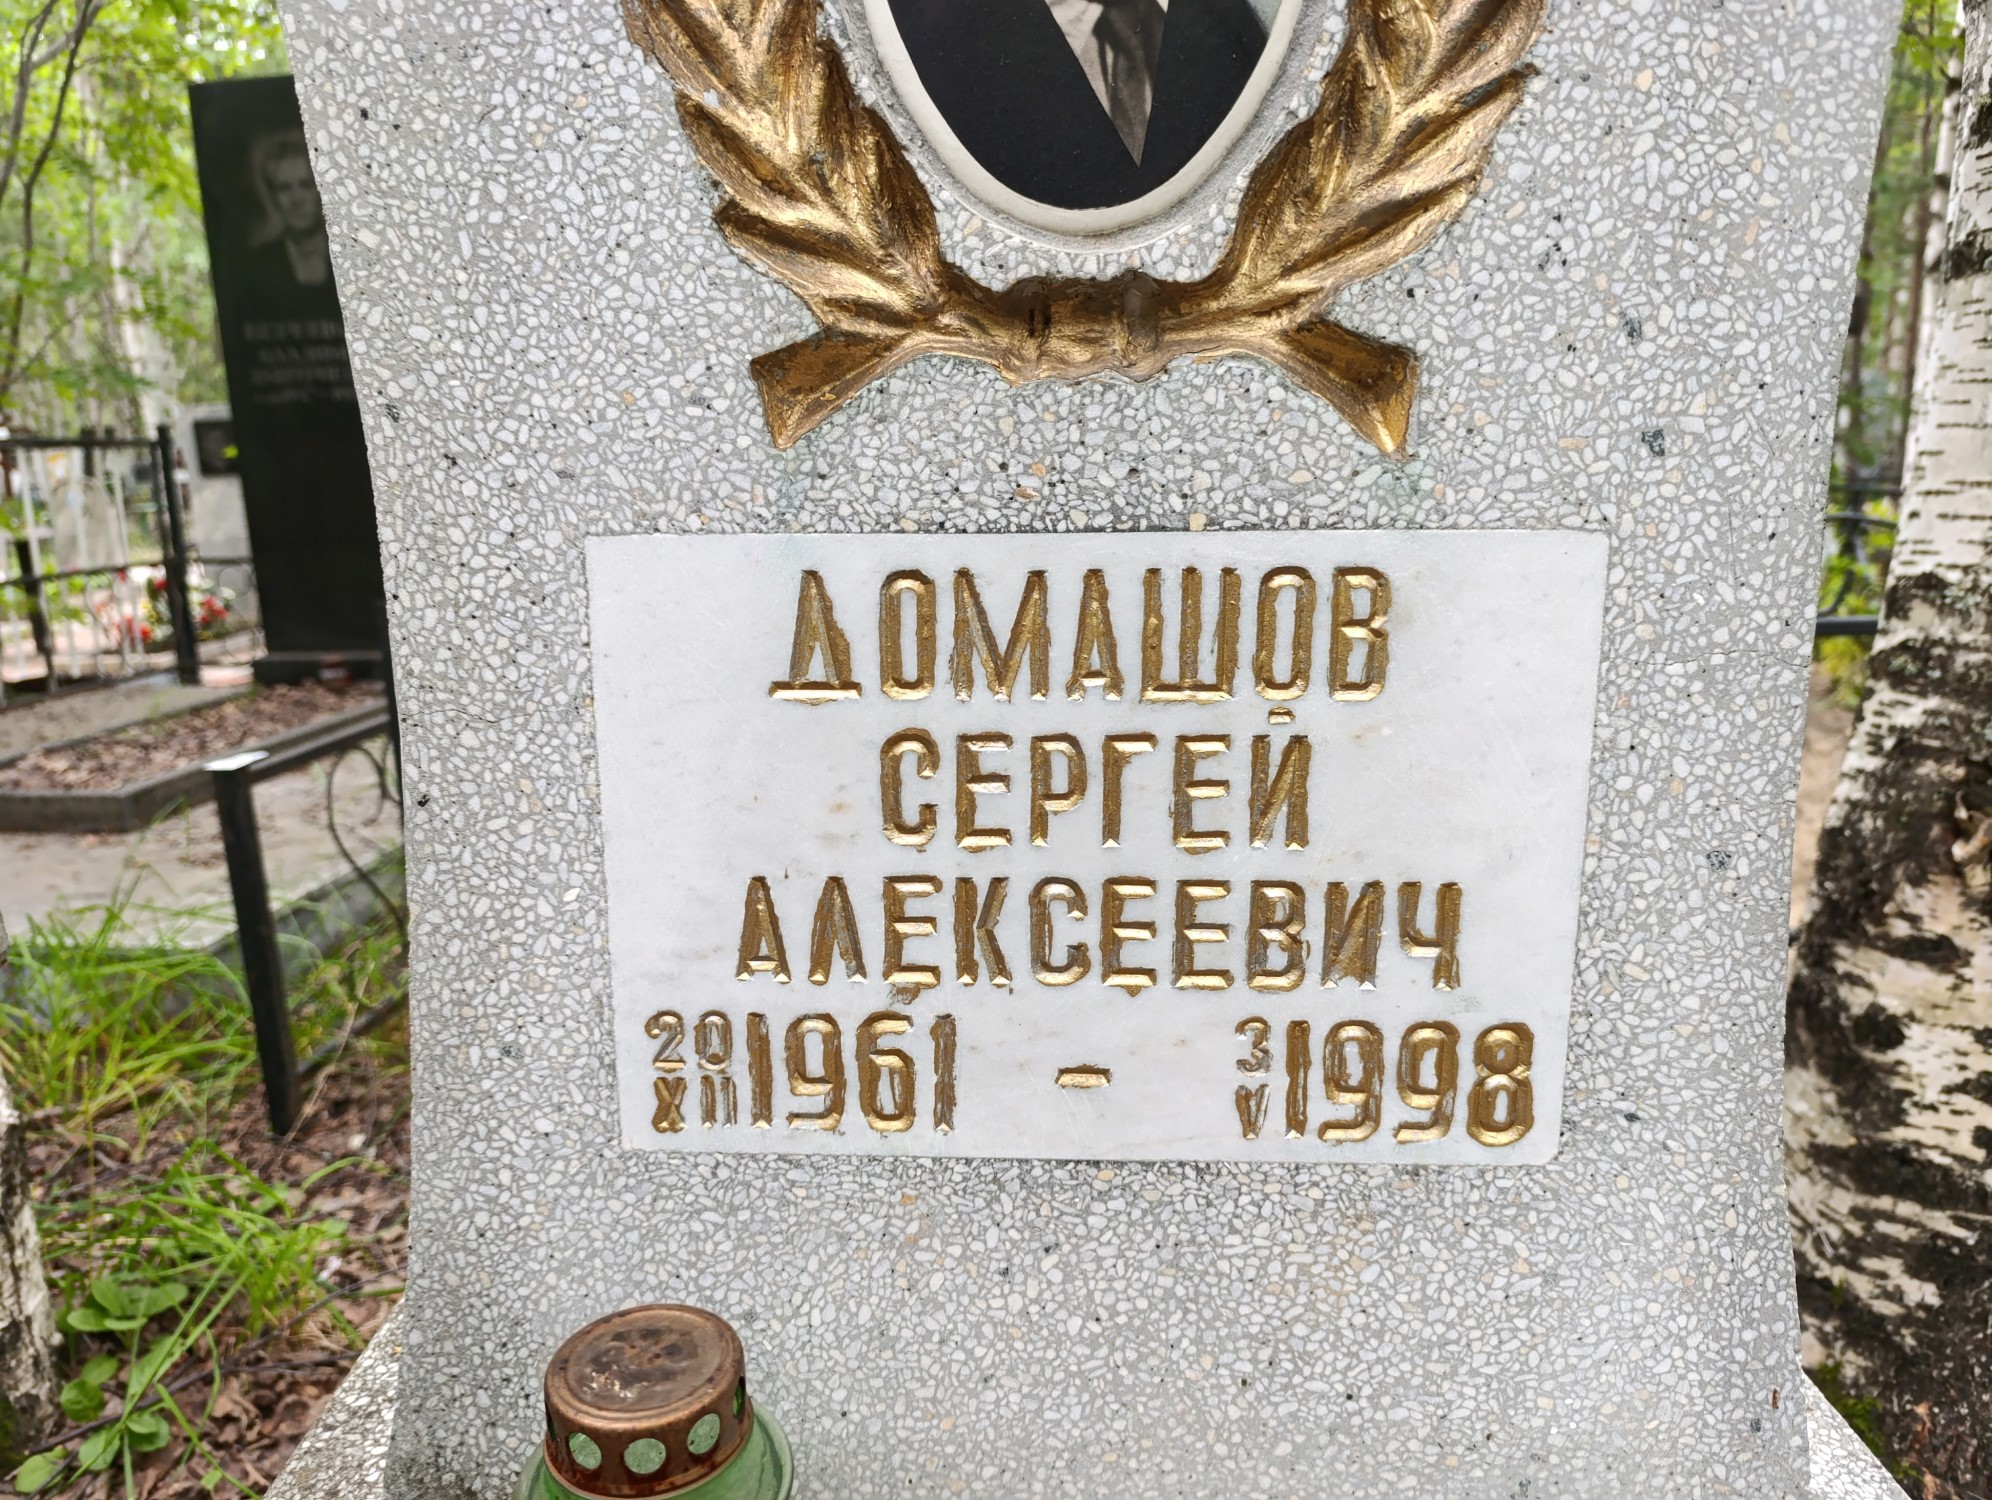 ДОМАШОВ
СЕРГЕЙ
АЛЕКСЕЕВИЧ
20 XII 1961 - 3 V 1998